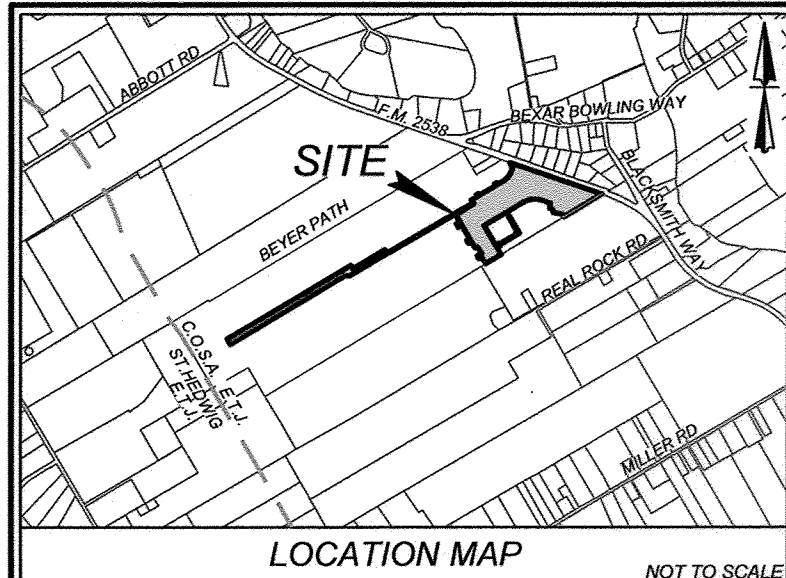 ABBOTT RD
F.M. 2538
BEXAR BOWLING WAY
SITE
BLACKSMITH WAY
BEYER PATH
REAL ROCK RD
C.O.S.A. E.T.J.
ST.HEDWIG
E.T.J.
MILLER RD
LOCATION MAP
NOT TO SCALE